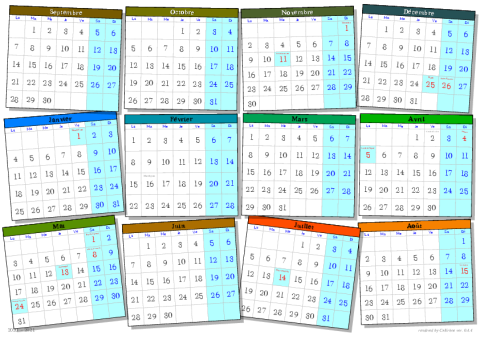 Septembre
Lu Ma Me Je Ve Sa Di
1 2 3 4 5 6
7 8 9 10 11 12 13
14 15 16 17 18 19 20
21 22 23 24 25 26 27
28 29 30
Octobre
Lu Ma Me Je Ve Sa Di
1 2 3 4
5 6 7 8 9 10 11
12 13 14 15 16 17 18
19 20 21 22 23 24 25
26 27 28 29 30 31
Novembre
Lu Ma Me Je Ve Sa Di
1
2 3 4 5 6 7 8
9 10 11 12 13 14 15
16 17 18 19 20 21 22
23 24 25 26 27 28 29
30
Décembre
Lu Ma Me Je Ve Sa Di
1 2 3 4 5 6
7 8 9 10 11 12 13
14 15 16 17 18 19 20
21 22 23 24 25 26 27
28 29 30 31
Janvier
Lu Ma Me Je Ve Sa Di
1 2 3
4 5 6 7 8 9 10
11 12 13 14 15 16 17
18 19 20 21 22 23 24
25 26 27 28 29 30 31
Février
Lu Ma Me Je Ve Sa Di
1 2 3 4 5 6 7
8 9 10 11 12 13 14
15 16 17 18 19 20 21
22 23 24 25 26 27 28
Mars
Lu Ma Me Je Ve Sa Di
1 2 3 4 5 6 7
8 9 10 11 12 13 14
15 16 17 18 19 20 21
22 23 24 25 26 27 28
29 30 31
Avril
Lu Ma Me Je Ve Sa Di
1 2 3 4
5 6 7 8 9 10 11
12 13 14 15 16 17 18
19 20 21 22 23 24 25
26 27 28 29 30
Mai
Lu Ma Me Je Ve Sa Di
1 2
3 4 5 6 7 8 9
10 11 12 13 14 15 16
17 18 19 20 21 22 23
24 25 26 27 28 29 30
31
Juin
Lu Ma Me Je Ve Sa Di
1 2 3 4 5 6
7 8 9 10 11 12 13
14 15 16 17 18 19 20
21 22 23 24 25 26 27
28 29 30
Juillet
Lu Ma Me Je Ve Sa Di
1 2 3 4
5 6 7 8 9 10 11
12 13 14 15 16 17 18
19 20 21 22 23 24 25
26 27 28 29 30 31
Août
Lu Ma Me Je Ve Sa Di
1
2 3 4 5 6 7 8
9 10 11 12 13 14 15
16 17 18 19 20 21 22
23 24 25 26 27 28 29
30 31